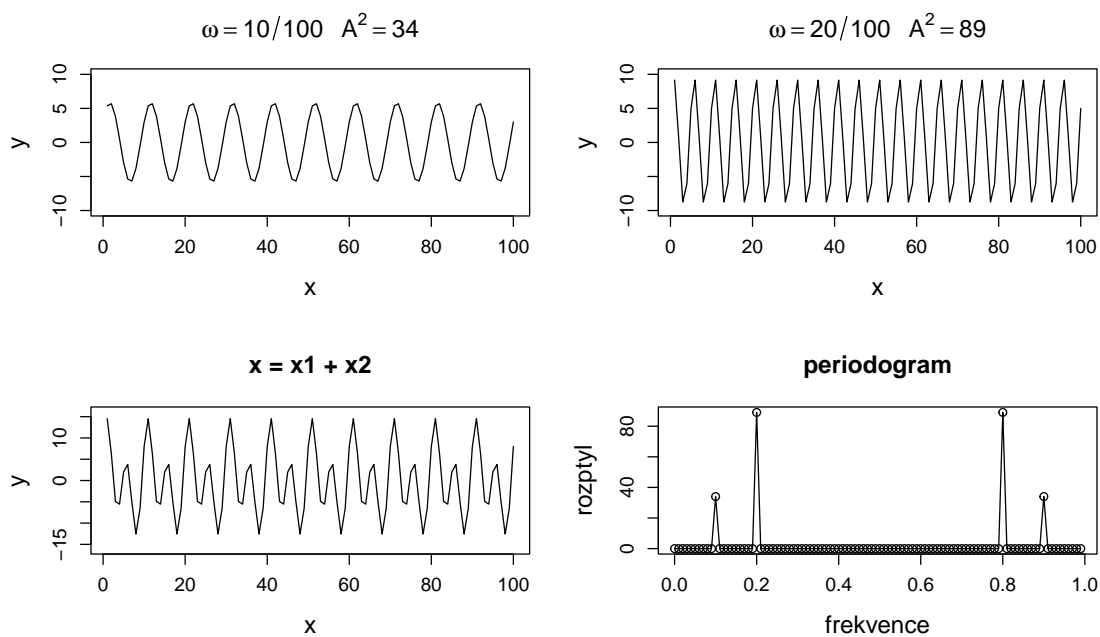 ω = 10/100 A² = 34
10
5
0
−10
y
0 20 40 60 80 100
x
ω = 20/100 A² = 89
10
5
0
−10
y
0 20 40 60 80 100
x
x = x1 + x2
10
0
−15
y
0 20 40 60 80 100
x
periodogram
80
40
0
rozptyl
0.0 0.2 0.4 0.6 0.8 1.0
frekvence